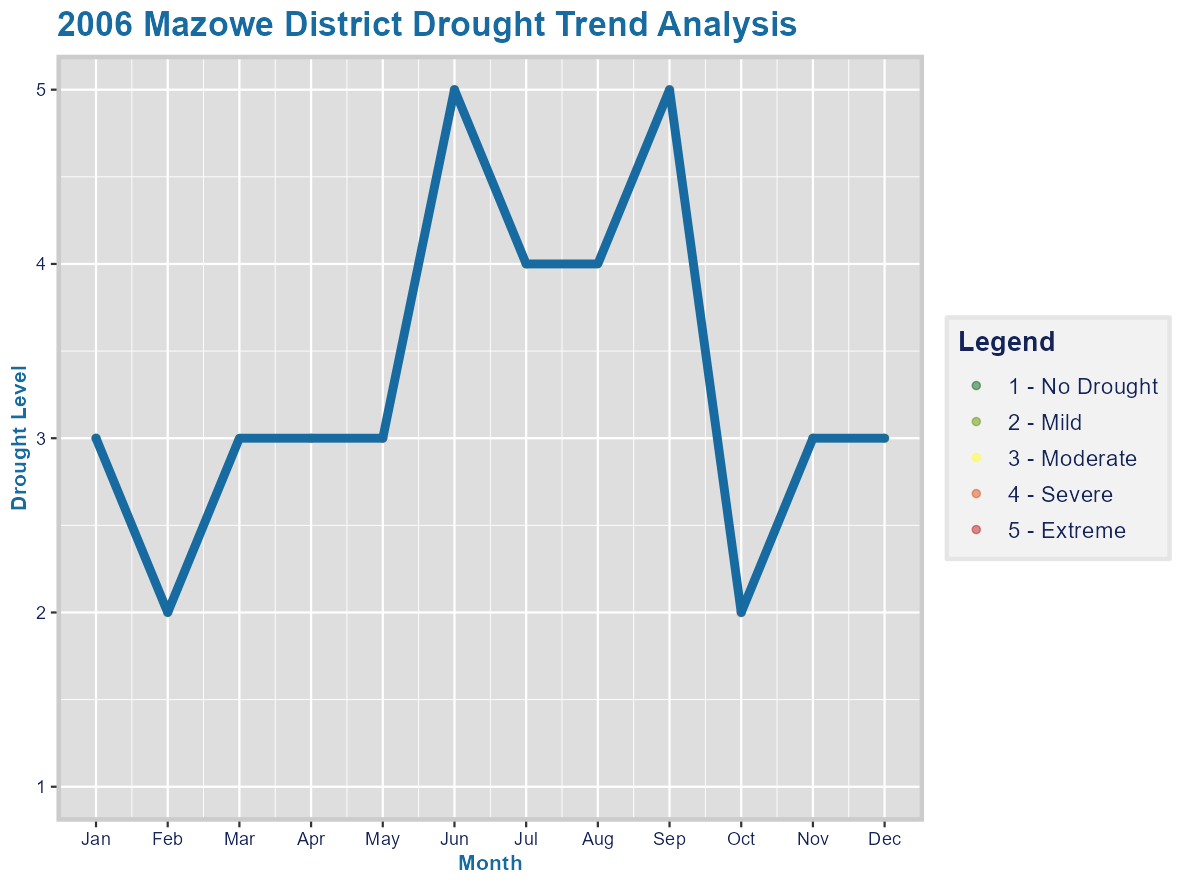 2006 Mazowe District Drought Trend Analysis
Drought Level
5
4
3
2
1
Jan Feb Mar Apr May Jun Jul Aug Sep Oct Nov Dec
Month
Legend
1 - No Drought
2 - Mild
3 - Moderate
4 - Severe
5 - Extreme